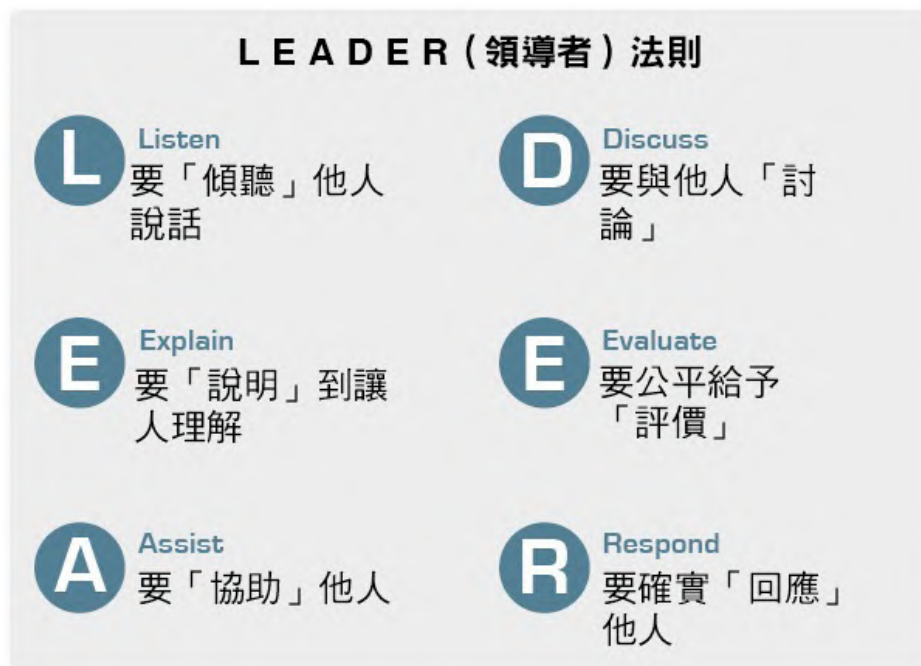 LEADER（領導者）法則
L
Listen
要「傾聽」他人
說話
E
Explain
要「說明」到讓
人理解
A
Assist
要「協助」他人
D
Discuss
要與他人「討
論」
E
Evaluate
要公平給予
「評價」
R
Respond
要確實「回應」
他人